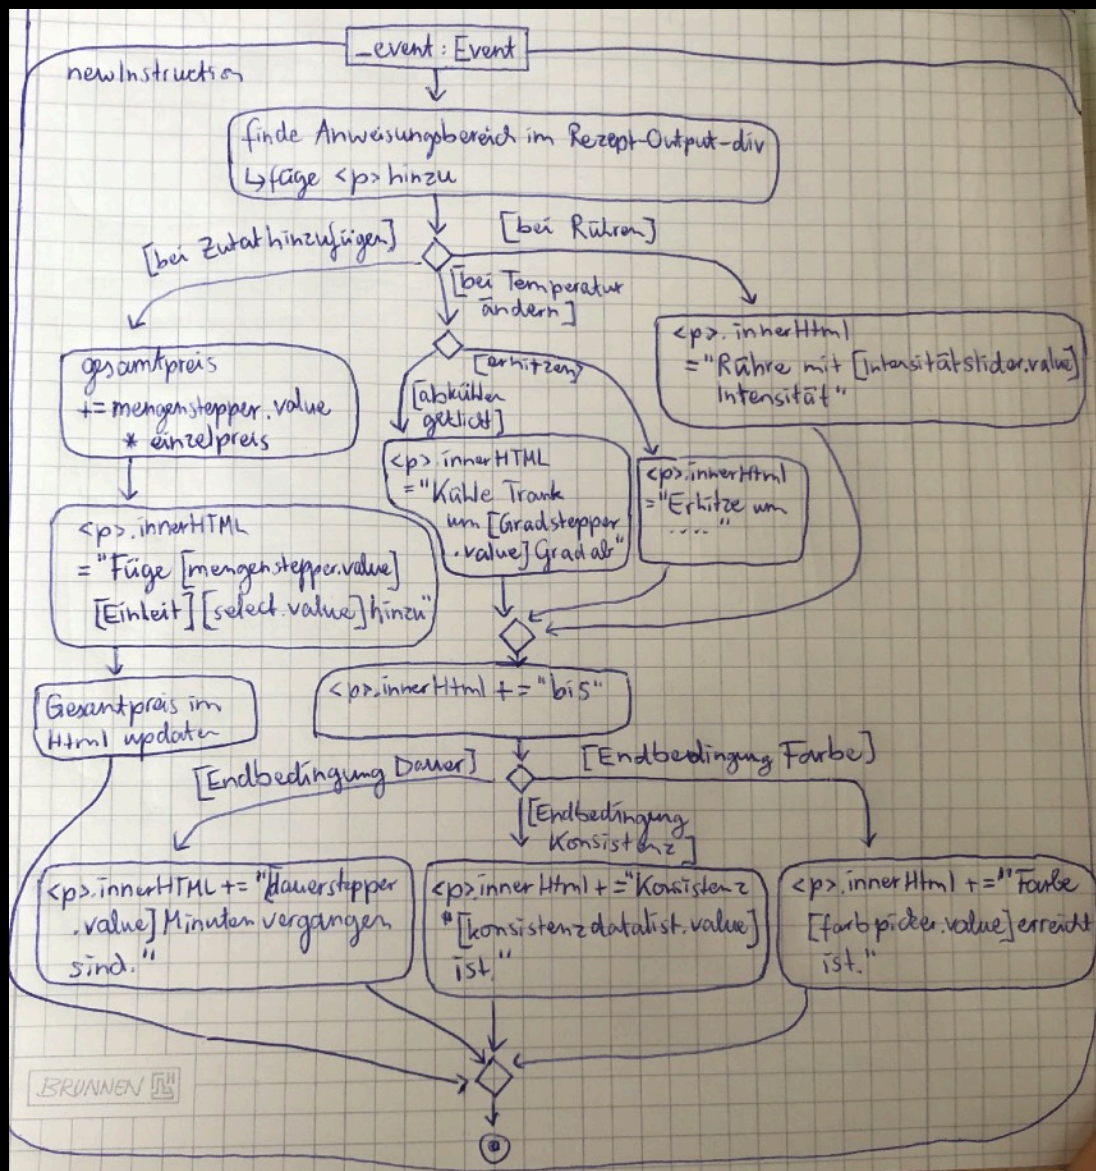 _event : Event
newInstruction
finde Anweisungsbereich im Rezept-Output-div
↳ füge <p> hinzu
[bei Zutat hinzufügen]
[bei Rühren]
[bei Temperatur
ändern]
gesamtpreis
+= mengenstepper.value
* einzelpreis
[erhitzen]
[abkühlen
geklickt]
<p>.innerHtml
="Rühre mit [Intensitätslider.value]
Intensität"
<p>.innerHTML
="Kühle Trank
um [Gradstepper
.value] Grad ab"
<p>.innerHtml
="Erhitze um
...."
<p>.innerHTML
="Füge [mengenstepper.value]
[Einheit] [select.value] hinzu"
Gesamtpreis im
Html updaten
<p>.innerHtml += "bis"
[Endbedingung Dauer]
[Endbedingung Farbe]
[Endbedingung
Konsistenz]
<p>.innerHTML += "[dauerstepper
.value] Minuten vergangen
sind."
<p>.innerHtml += "Konsistenz
"[konsistenzdatalist.value]
ist."
<p>.innerHtml += "" Farbe
[farbpicker.value] erreicht
ist."
BRUNNEN